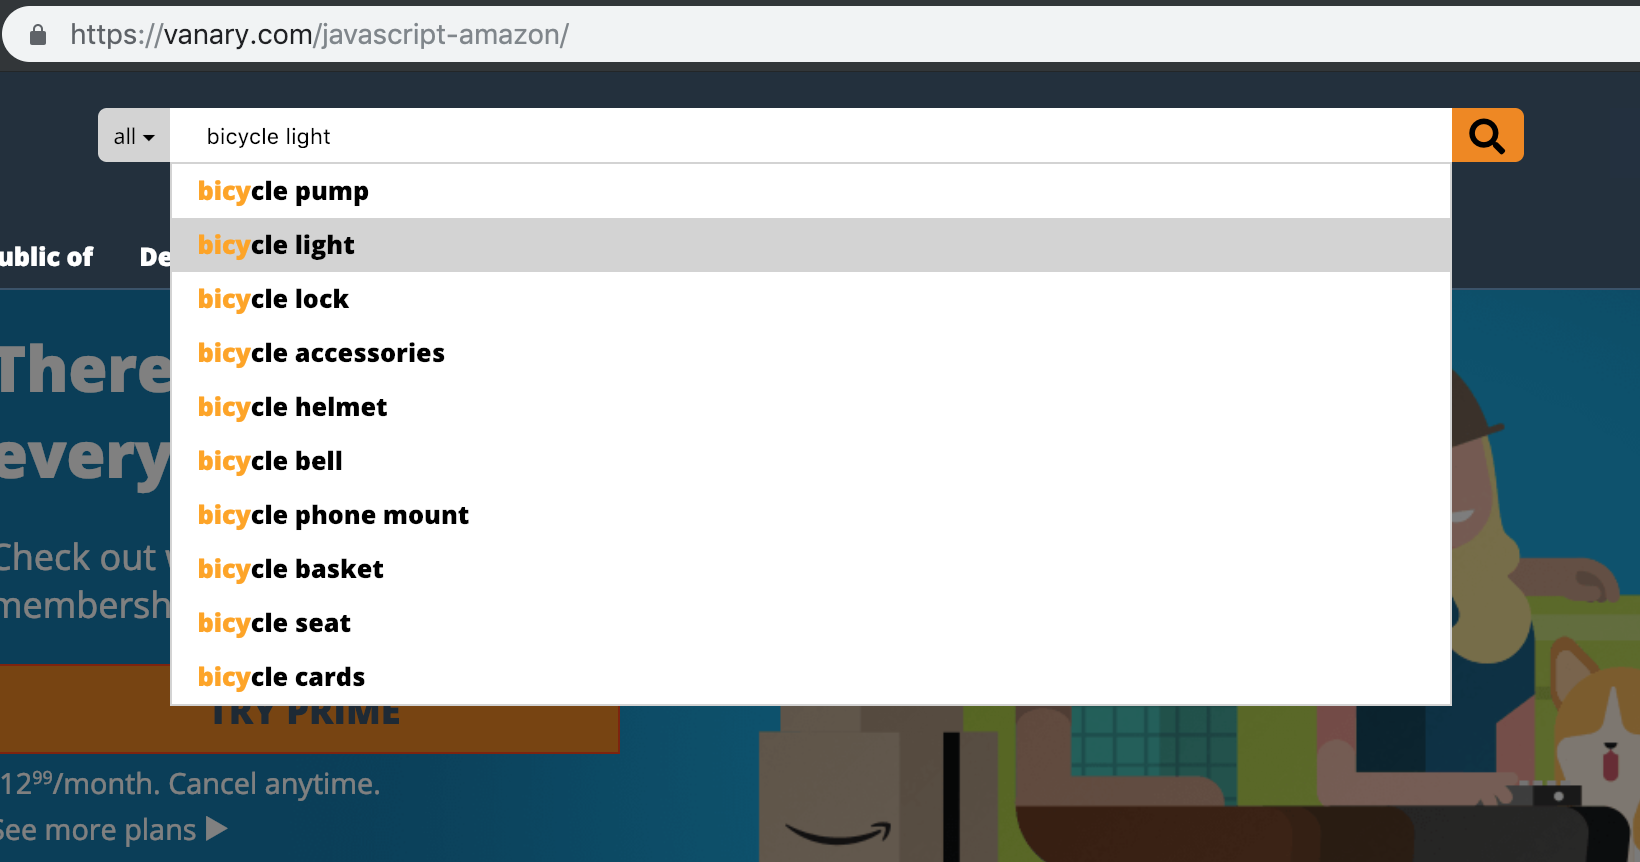 https://vanary.com/javascript-amazon/
all bicycle light
bicycle pump
bicycle light
bicycle lock
bicycle accessories
bicycle helmet
bicycle bell
bicycle phone mount
bicycle basket
bicycle seat
bicycle cards
ublic of De
There
every
Check out
membersh
TRY PRIME
12⁹⁹/month. Cancel anytime.
See more plans